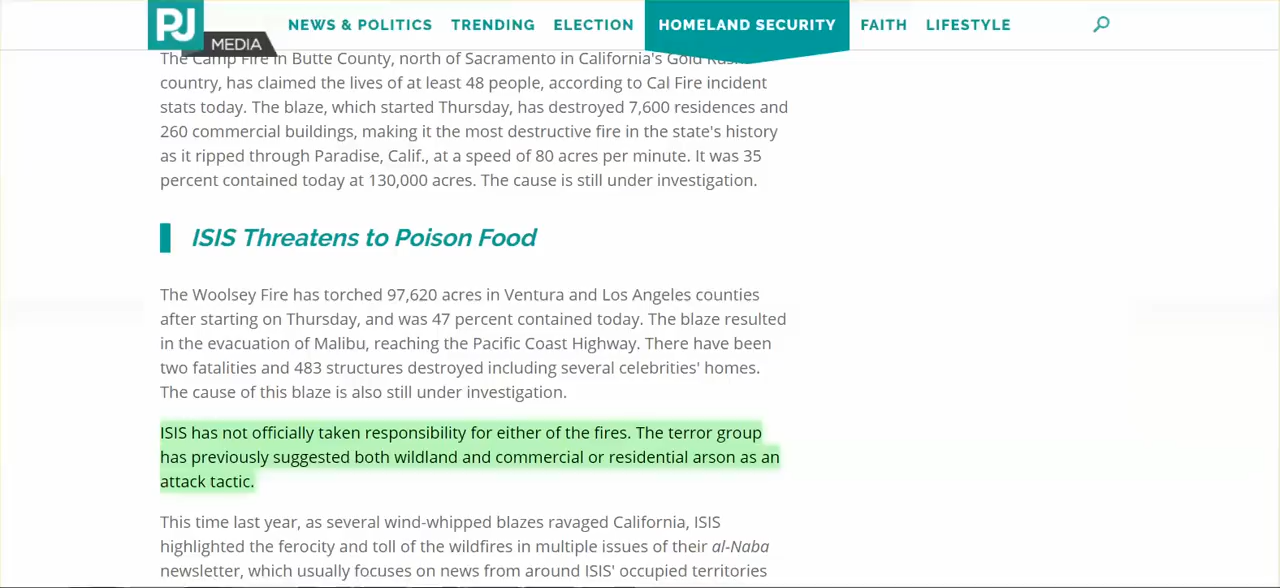 PJ MEDIA
NEWS & POLITICS TRENDING ELECTION HOMELAND SECURITY FAITH LIFESTYLE
The Camp Fire in Butte County, north of Sacramento in California's Gold Rush
country, has claimed the lives of at least 48 people, according to Cal Fire incident
stats today. The blaze, which started Thursday, has destroyed 7,600 residences and
260 commercial buildings, making it the most destructive fire in the state's history
as it ripped through Paradise, Calif., at a speed of 80 acres per minute. It was 35
percent contained today at 130,000 acres. The cause is still under investigation.
ISIS Threatens to Poison Food
The Woolsey Fire has torched 97,620 acres in Ventura and Los Angeles counties
after starting on Thursday, and was 47 percent contained today. The blaze resulted
in the evacuation of Malibu, reaching the Pacific Coast Highway. There have been
two fatalities and 483 structures destroyed including several celebrities' homes.
The cause of this blaze is also still under investigation.
ISIS has not officially taken responsibility for either of the fires. The terror group
has previously suggested both wildland and commercial or residential arson as an
attack tactic.
This time last year, as several wind-whipped blazes ravaged California, ISIS
highlighted the ferocity and toll of the wildfires in multiple issues of their al-Naba
newsletter, which usually focuses on news from around ISIS' occupied territories